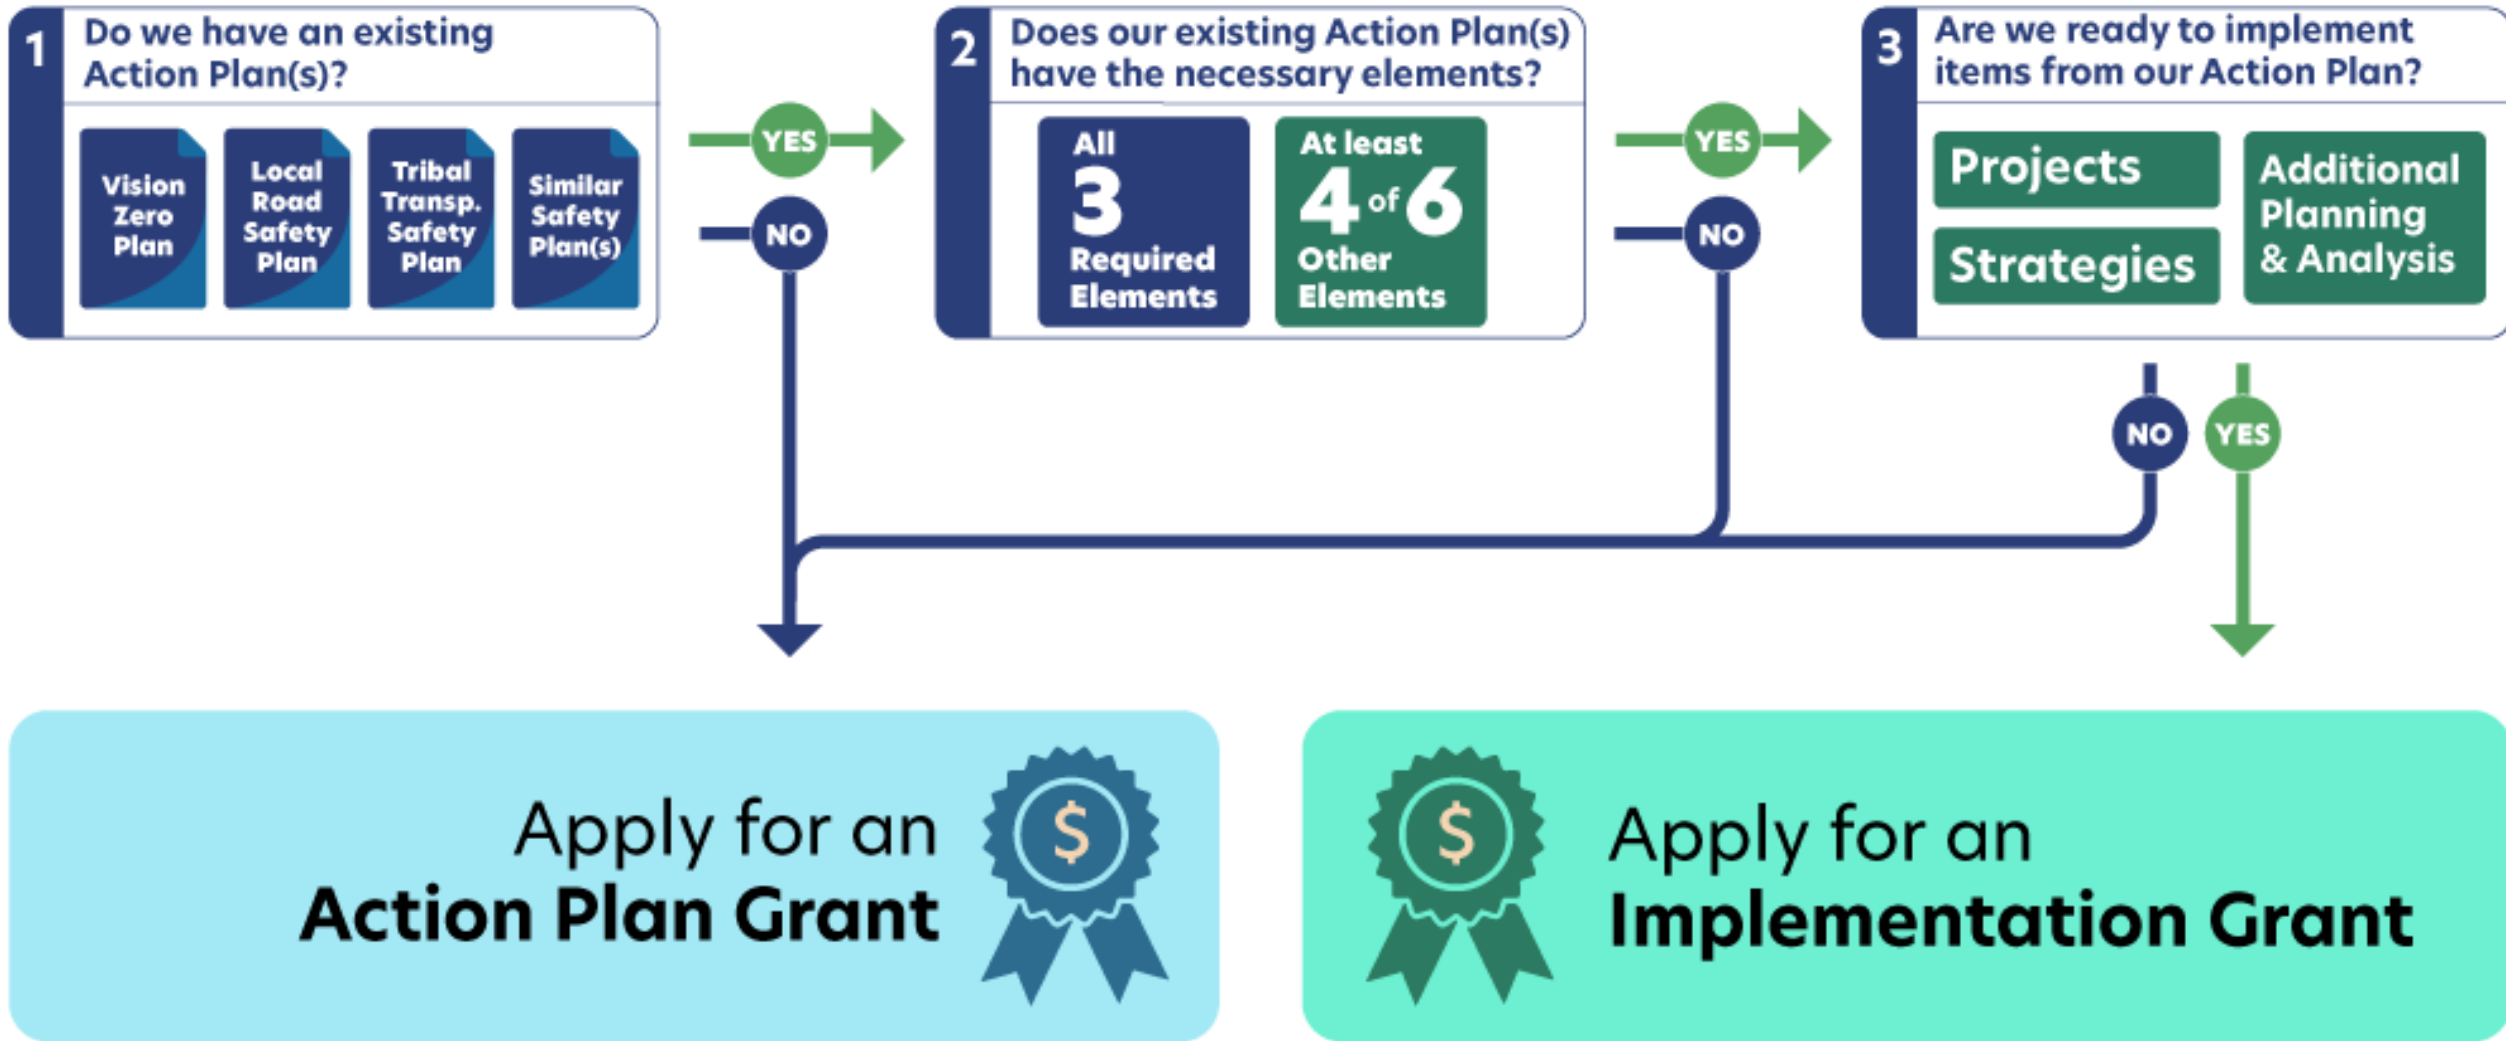 1
Do we have an existing
Action Plan(s)?
Vision
Zero
Plan
Local
Road
Safety
Plan
Tribal
Transp.
Safety
Plan
Similar
Safety
Plan(s)
YES
NO
2
Does our existing Action Plan(s)
have the necessary elements?
All
3
Required
Elements
At least
4 of 6
Other
Elements
YES
NO
3
Are we ready to implement
items from our Action Plan?
Projects
Strategies
Additional
Planning
& Analysis
NO
YES
Apply for an
Action Plan Grant
$
$
Apply for an
Implementation Grant